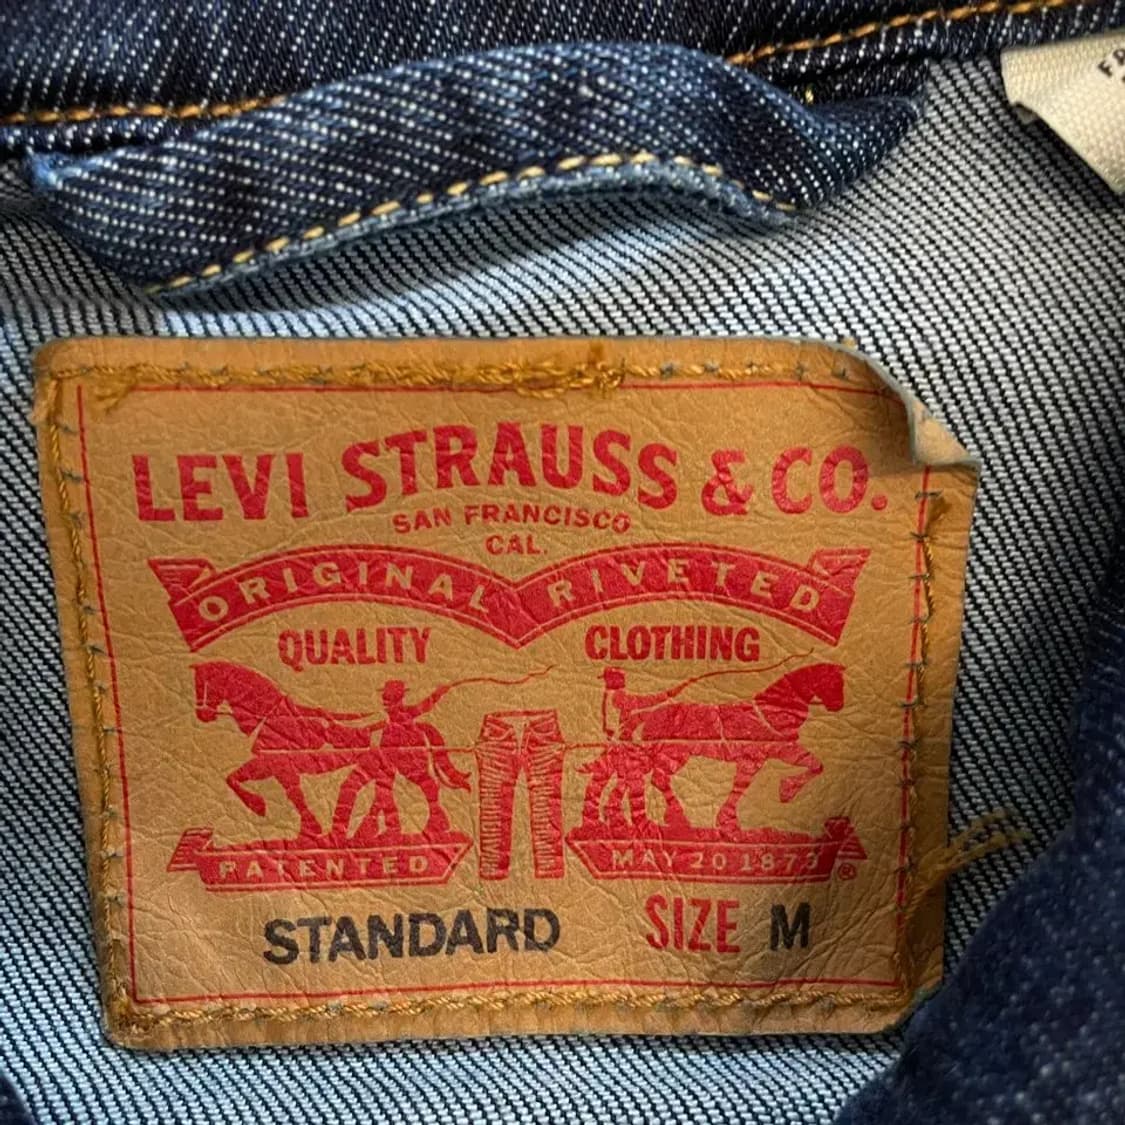 LEVI STRAUSS & CO.
SAN FRANCISCO
CAL.
ORIGINAL RIVETED
QUALITY CLOTHING
PATENTED MAY 20 1873 ®
STANDARD SIZE M